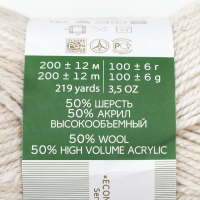 200 ± 12 м 100 ± 6 г
200 ± 12 m 100 ± 6 g
219 yards 3,5 OZ
50% ШЕРСТЬ
50% АКРИЛ
ВЫСОКООБЪЕМНЫЙ
50% WOOL
50% HIGH VOLUME ACRYLIC